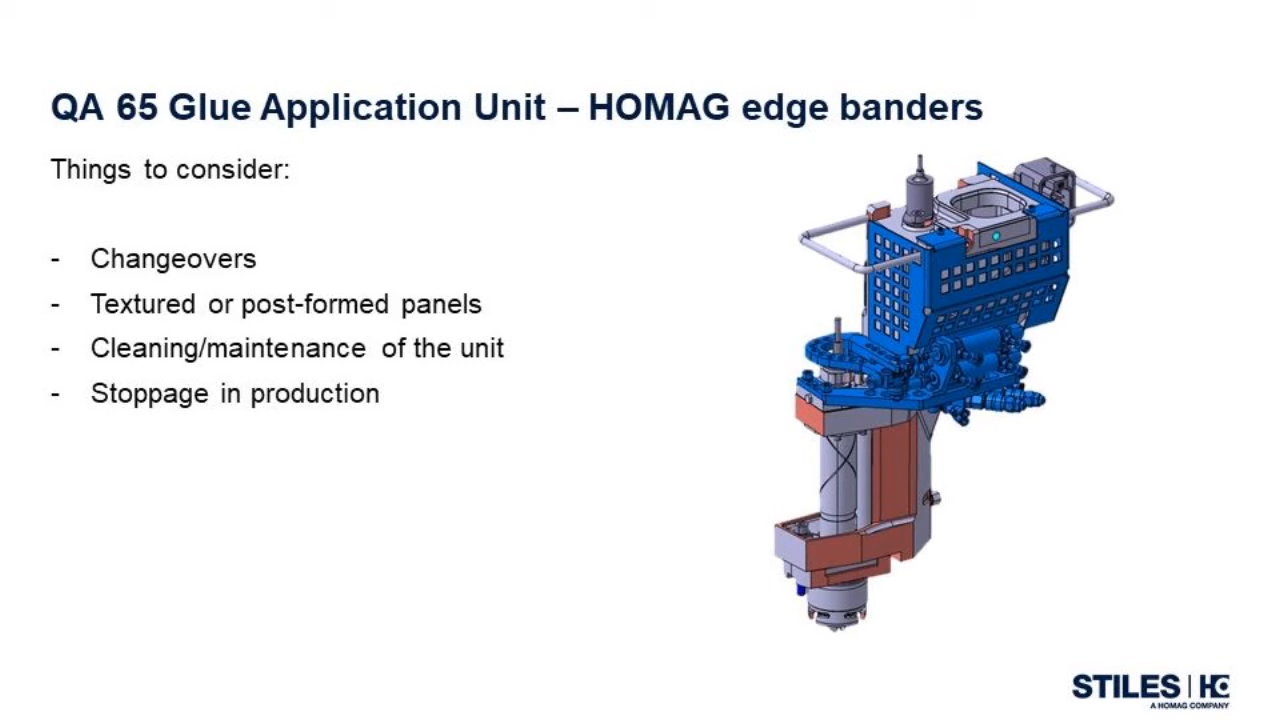 QA 65 Glue Application Unit – HOMAG edge banders
Things to consider:
- Changeovers
- Textured or post-formed panels
- Cleaning/maintenance of the unit
- Stoppage in production
STILES | HC
A HOMAG COMPANY